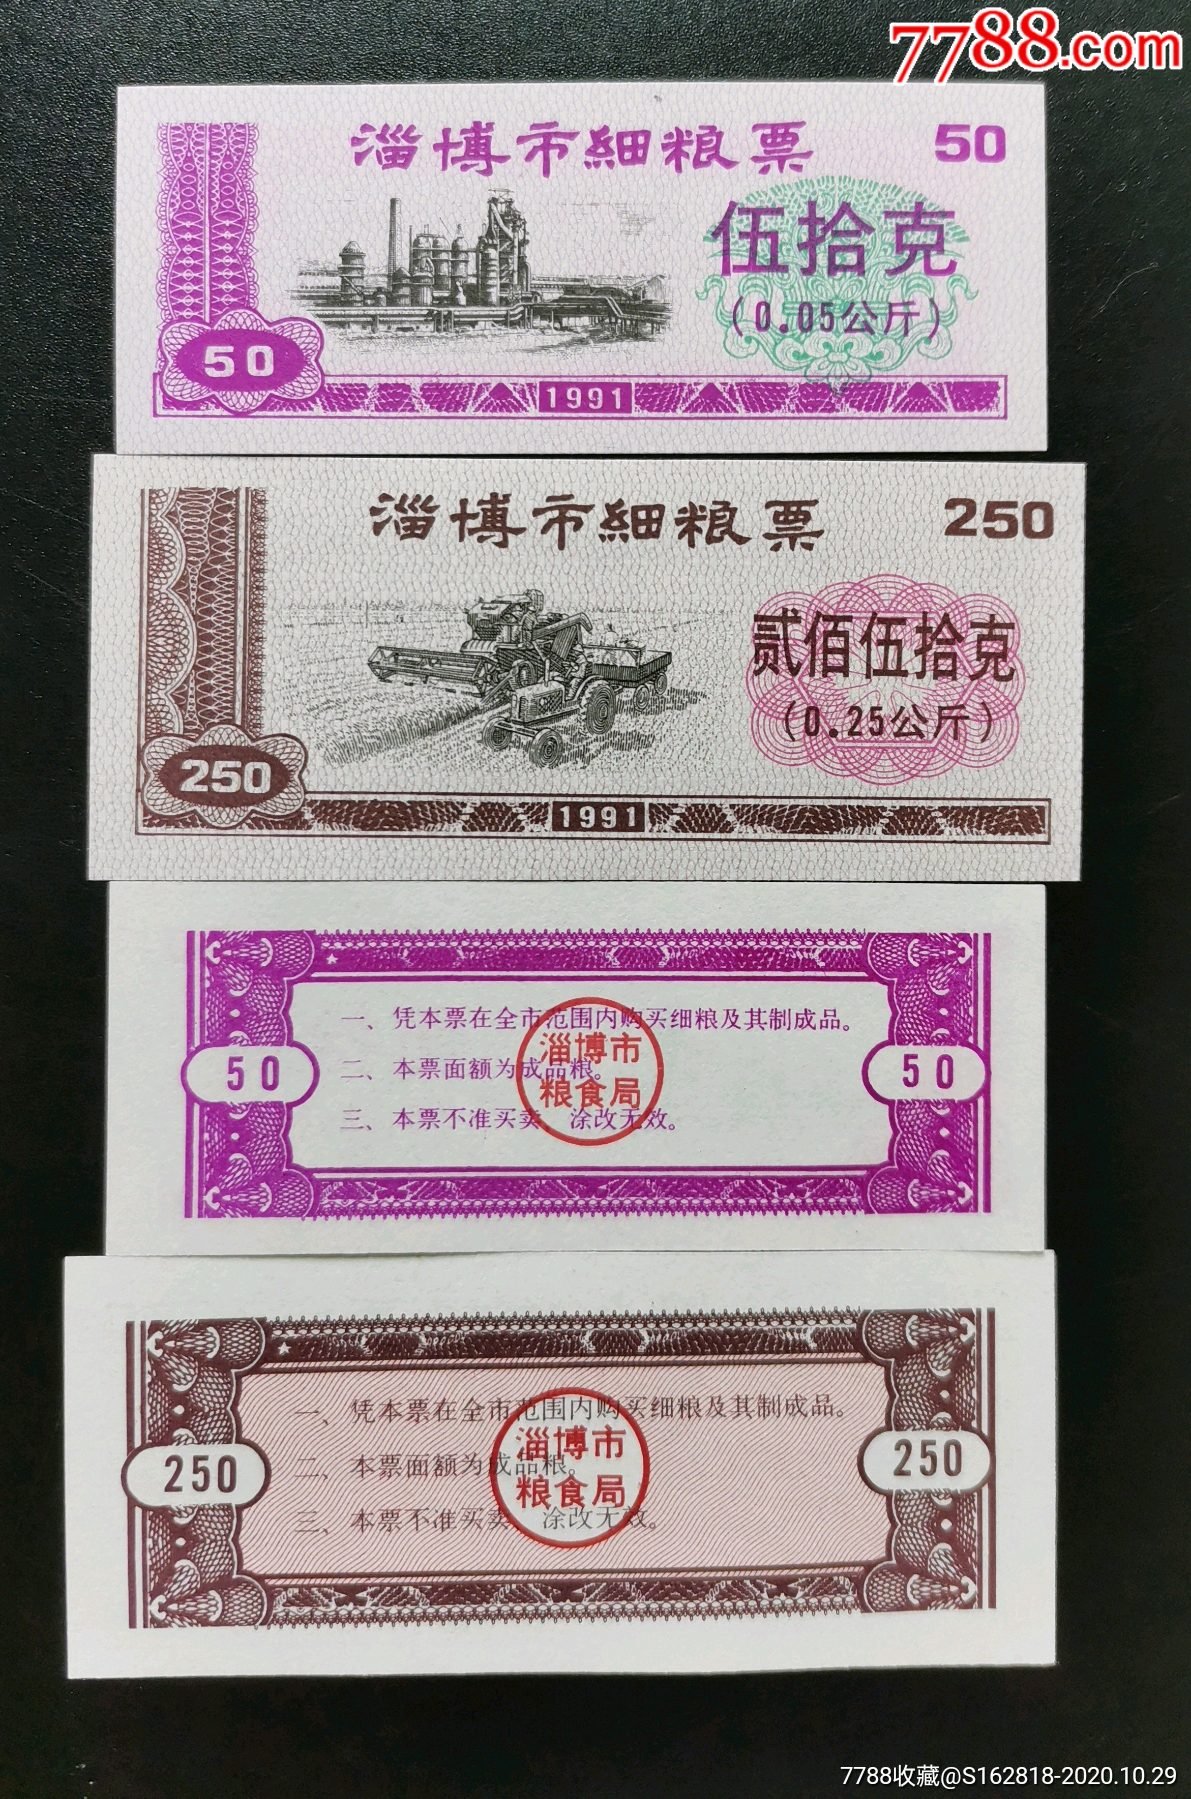 7788.com
淄博市细粮票
50
伍拾克
(0.05公斤)
50
1991
淄博市细粮票
250
贰佰伍拾克
(0.25公斤)
250
1991
一、凭本票在全市范围内购买细粮及其制成品。
二、本票面额为成品粮。
三、本票不准买卖、涂改无效。
50
50
淄博市
粮食局
一、凭本票在全市范围内购买细粮及其制成品。
二、本票面额为成品粮。
三、本票不准买卖、涂改无效。
250
250
淄博市
粮食局
7788收藏@S162818-2020.10.29